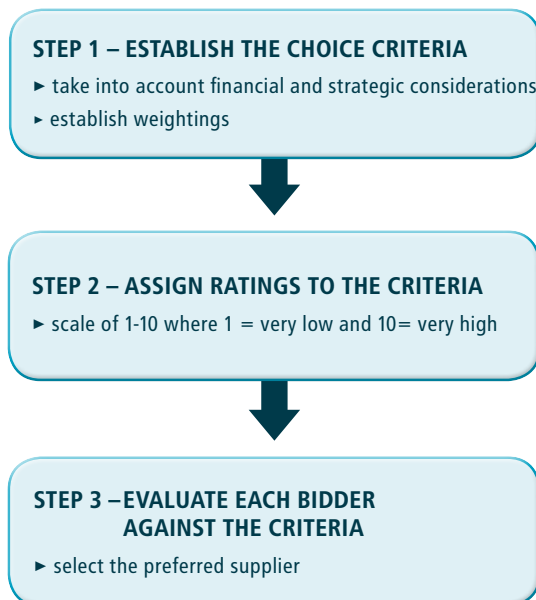 STEP 1 – ESTABLISH THE CHOICE CRITERIA
► take into account financial and strategic considerations
► establish weightings
STEP 2 – ASSIGN RATINGS TO THE CRITERIA
► scale of 1-10 where 1 = very low and 10= very high
STEP 3 –EVALUATE EACH BIDDER
AGAINST THE CRITERIA
► select the preferred supplier